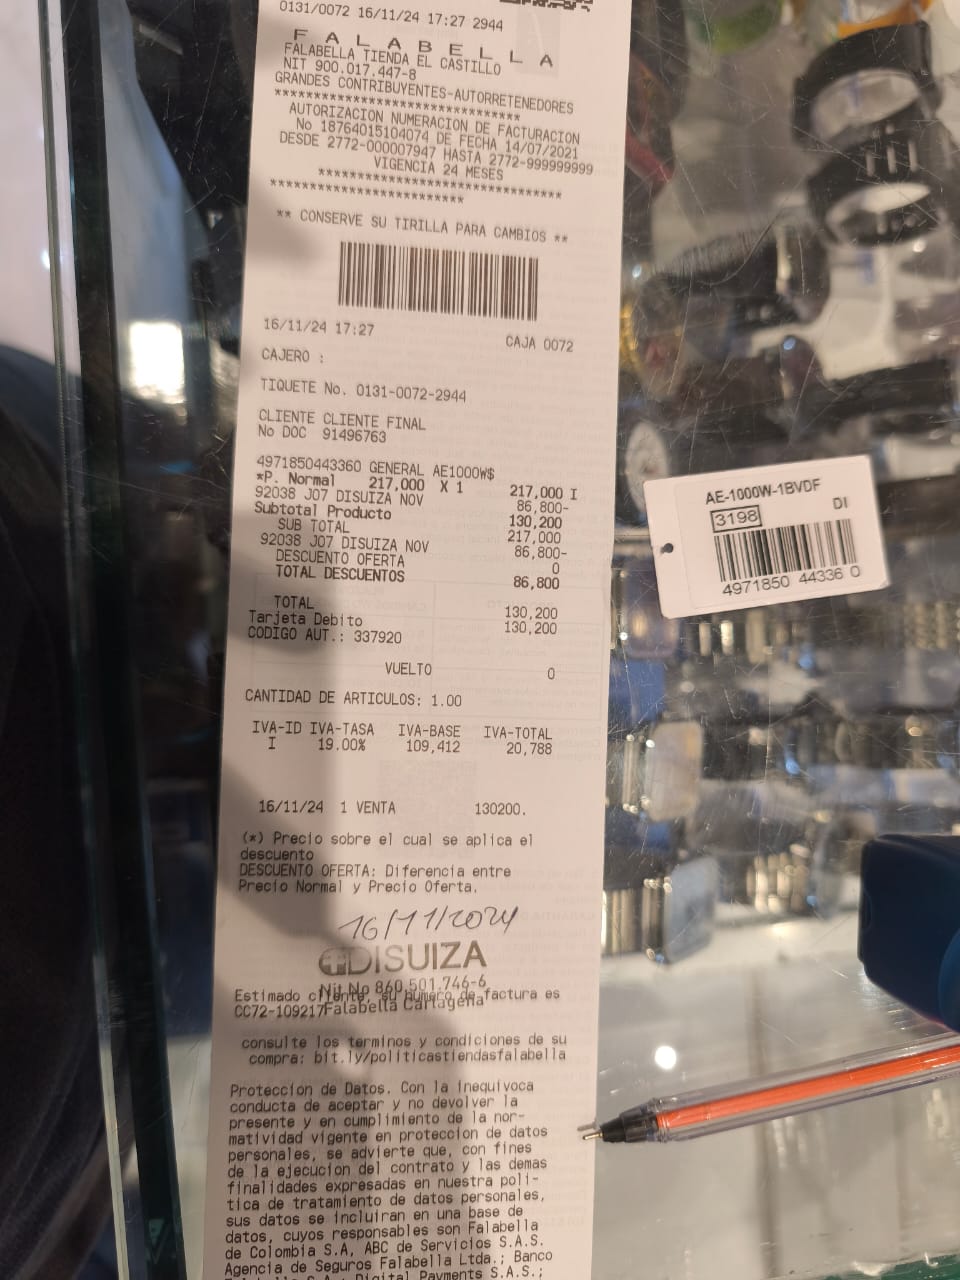 0131/0072 16/11/24 17:27 2944
F A L A B E L L A
FALABELLA TIENDA EL CASTILLO
NIT 900.017.447-8
GRANDES CONTRIBUYENTES-AUTORRETENEDORES
******************************
AUTORIZACION NUMERACION DE FACTURACION
No 18764015104074 DE FECHA 14/07/2021
DESDE 2772-000007947 HASTA 2772-999999999
VIGENCIA 24 MESES
******************************
************************
** CONSERVE SU TIRILLA PARA CAMBIOS **
16/11/24 17:27 CAJA 0072
CAJERO :
TIQUETE No. 0131-0072-2944
CLIENTE CLIENTE FINAL
No DOC 91496763
4971850443360 GENERAL AE1000W$
*P. Normal 217,000 X 1 217,000 I
92038 J07 DISUIZA NOV 86,800-
Subtotal Producto 130,200
SUB TOTAL 217,000
92038 J07 DISUIZA NOV 86,800-
DESCUENTO OFERTA 0
TOTAL DESCUENTOS 86,800
TOTAL 130,200
Tarjeta Debito 130,200
CODIGO AUT.: 337920
VUELTO 0
CANTIDAD DE ARTICULOS: 1.00
IVA-ID IVA-TASA IVA-BASE IVA-TOTAL
I 19.00% 109,412 20,788
16/11/24 1 VENTA 130200.
(*) Precio sobre el cual se aplica el
descuento
DESCUENTO OFERTA: Diferencia entre
Precio Normal y Precio Oferta.
16/11/2024
DISUIZA
Nit.No 860.501.746-6
Estimado cliente, su numero de factura es
CC72-109217
Falabella Cartagena
consulte los terminos y condiciones de su
compra: bit.ly/politicastiendasfalabella
Proteccion de Datos. Con la inequivoca
conducta de aceptar y no devolver la
presente y en cumplimiento de la nor-
matividad vigente en proteccion de datos
personales, se advierte que, con fines
de la ejecucion del contrato y las demas
finalidades expresadas en nuestra poli-
tica de tratamiento de datos personales,
sus datos se incluiran en una base de
datos, cuyos responsables son Falabella
de Colombia S.A, ABC de Servicios S.A.S.
Agencia de Seguros Falabella Ltda.; Banco
Falabella S.A.; Digital Payments S.A.S.;
AE-1000W-1BVDF
3198 DI
4971850 44336 0